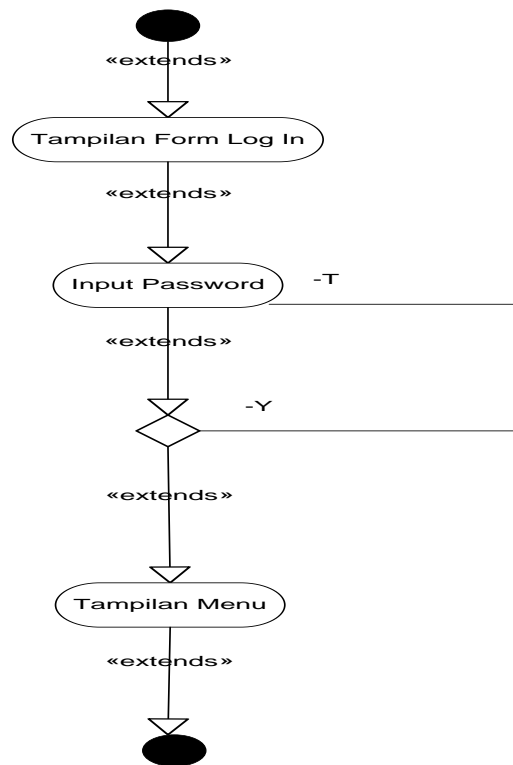 «extends»
Tampilan Form Log In
«extends»
Input Password
-T
«extends»
-Y
«extends»
Tampilan Menu
«extends»